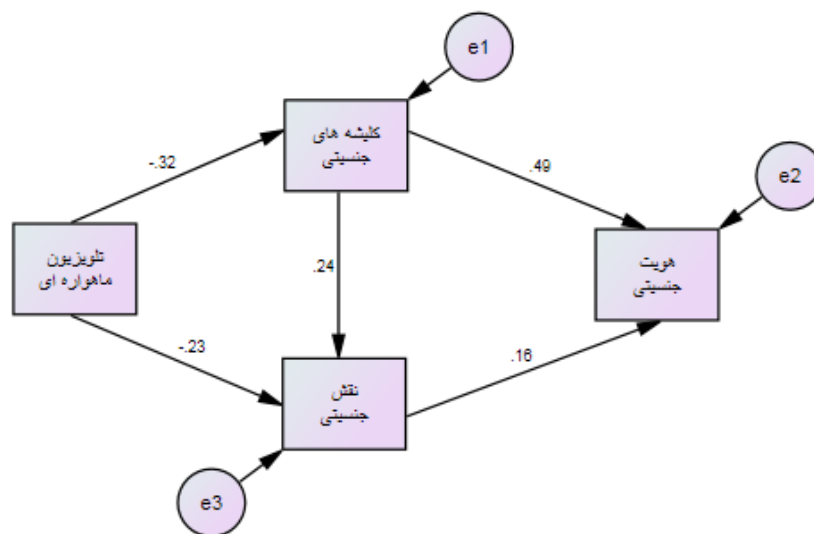 e1
کلیشه های
جنسیتی
-.32
.49
e2
تلویزیون
ماهواره ای
.24
هویت
جنسیتی
-.23
.16
نقش
جنسیتی
e3